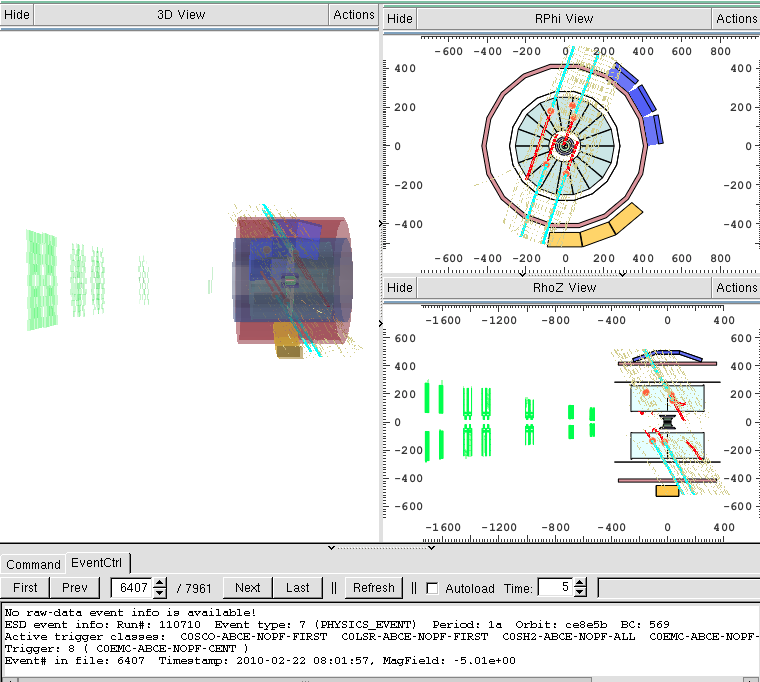 Hide 3D View Actions
Hide RPhi View Actions
-600 -400 -200 0 200 400 600 800
400 400
200 200
0 0
-200 -200
-400 -400
-600 -400 -200 0 200 400 600 800
Hide RhoZ View Actions
-1600 -1200 -800 -400 0 400
600 600
400 400
200 200
0 0
-200 -200
-400 -400
-600 -600
-1600 -1200 -800 -400 0 400
Command EventCtrl
First Prev 6407 / 7961 Next Last || Refresh || Autoload Time: 5
No raw-data event info is available!
ESD event info: Run#: 110710 Event type: 7 (PHYSICS_EVENT) Period: 1a Orbit: ce8e5b BC: 569
Active trigger classes: C0SCO-ABCE-NOPF-FIRST C0LSR-ABCE-NOPF-FIRST C0SH2-ABCE-NOPF-ALL C0EMC-ABCE-NOPF-
Trigger: 8 ( C0EMC-ABCE-NOPF-CENT )
Event# in file: 6407 Timestamp: 2010-02-22 08:01:57, MagField: -5.01e+00